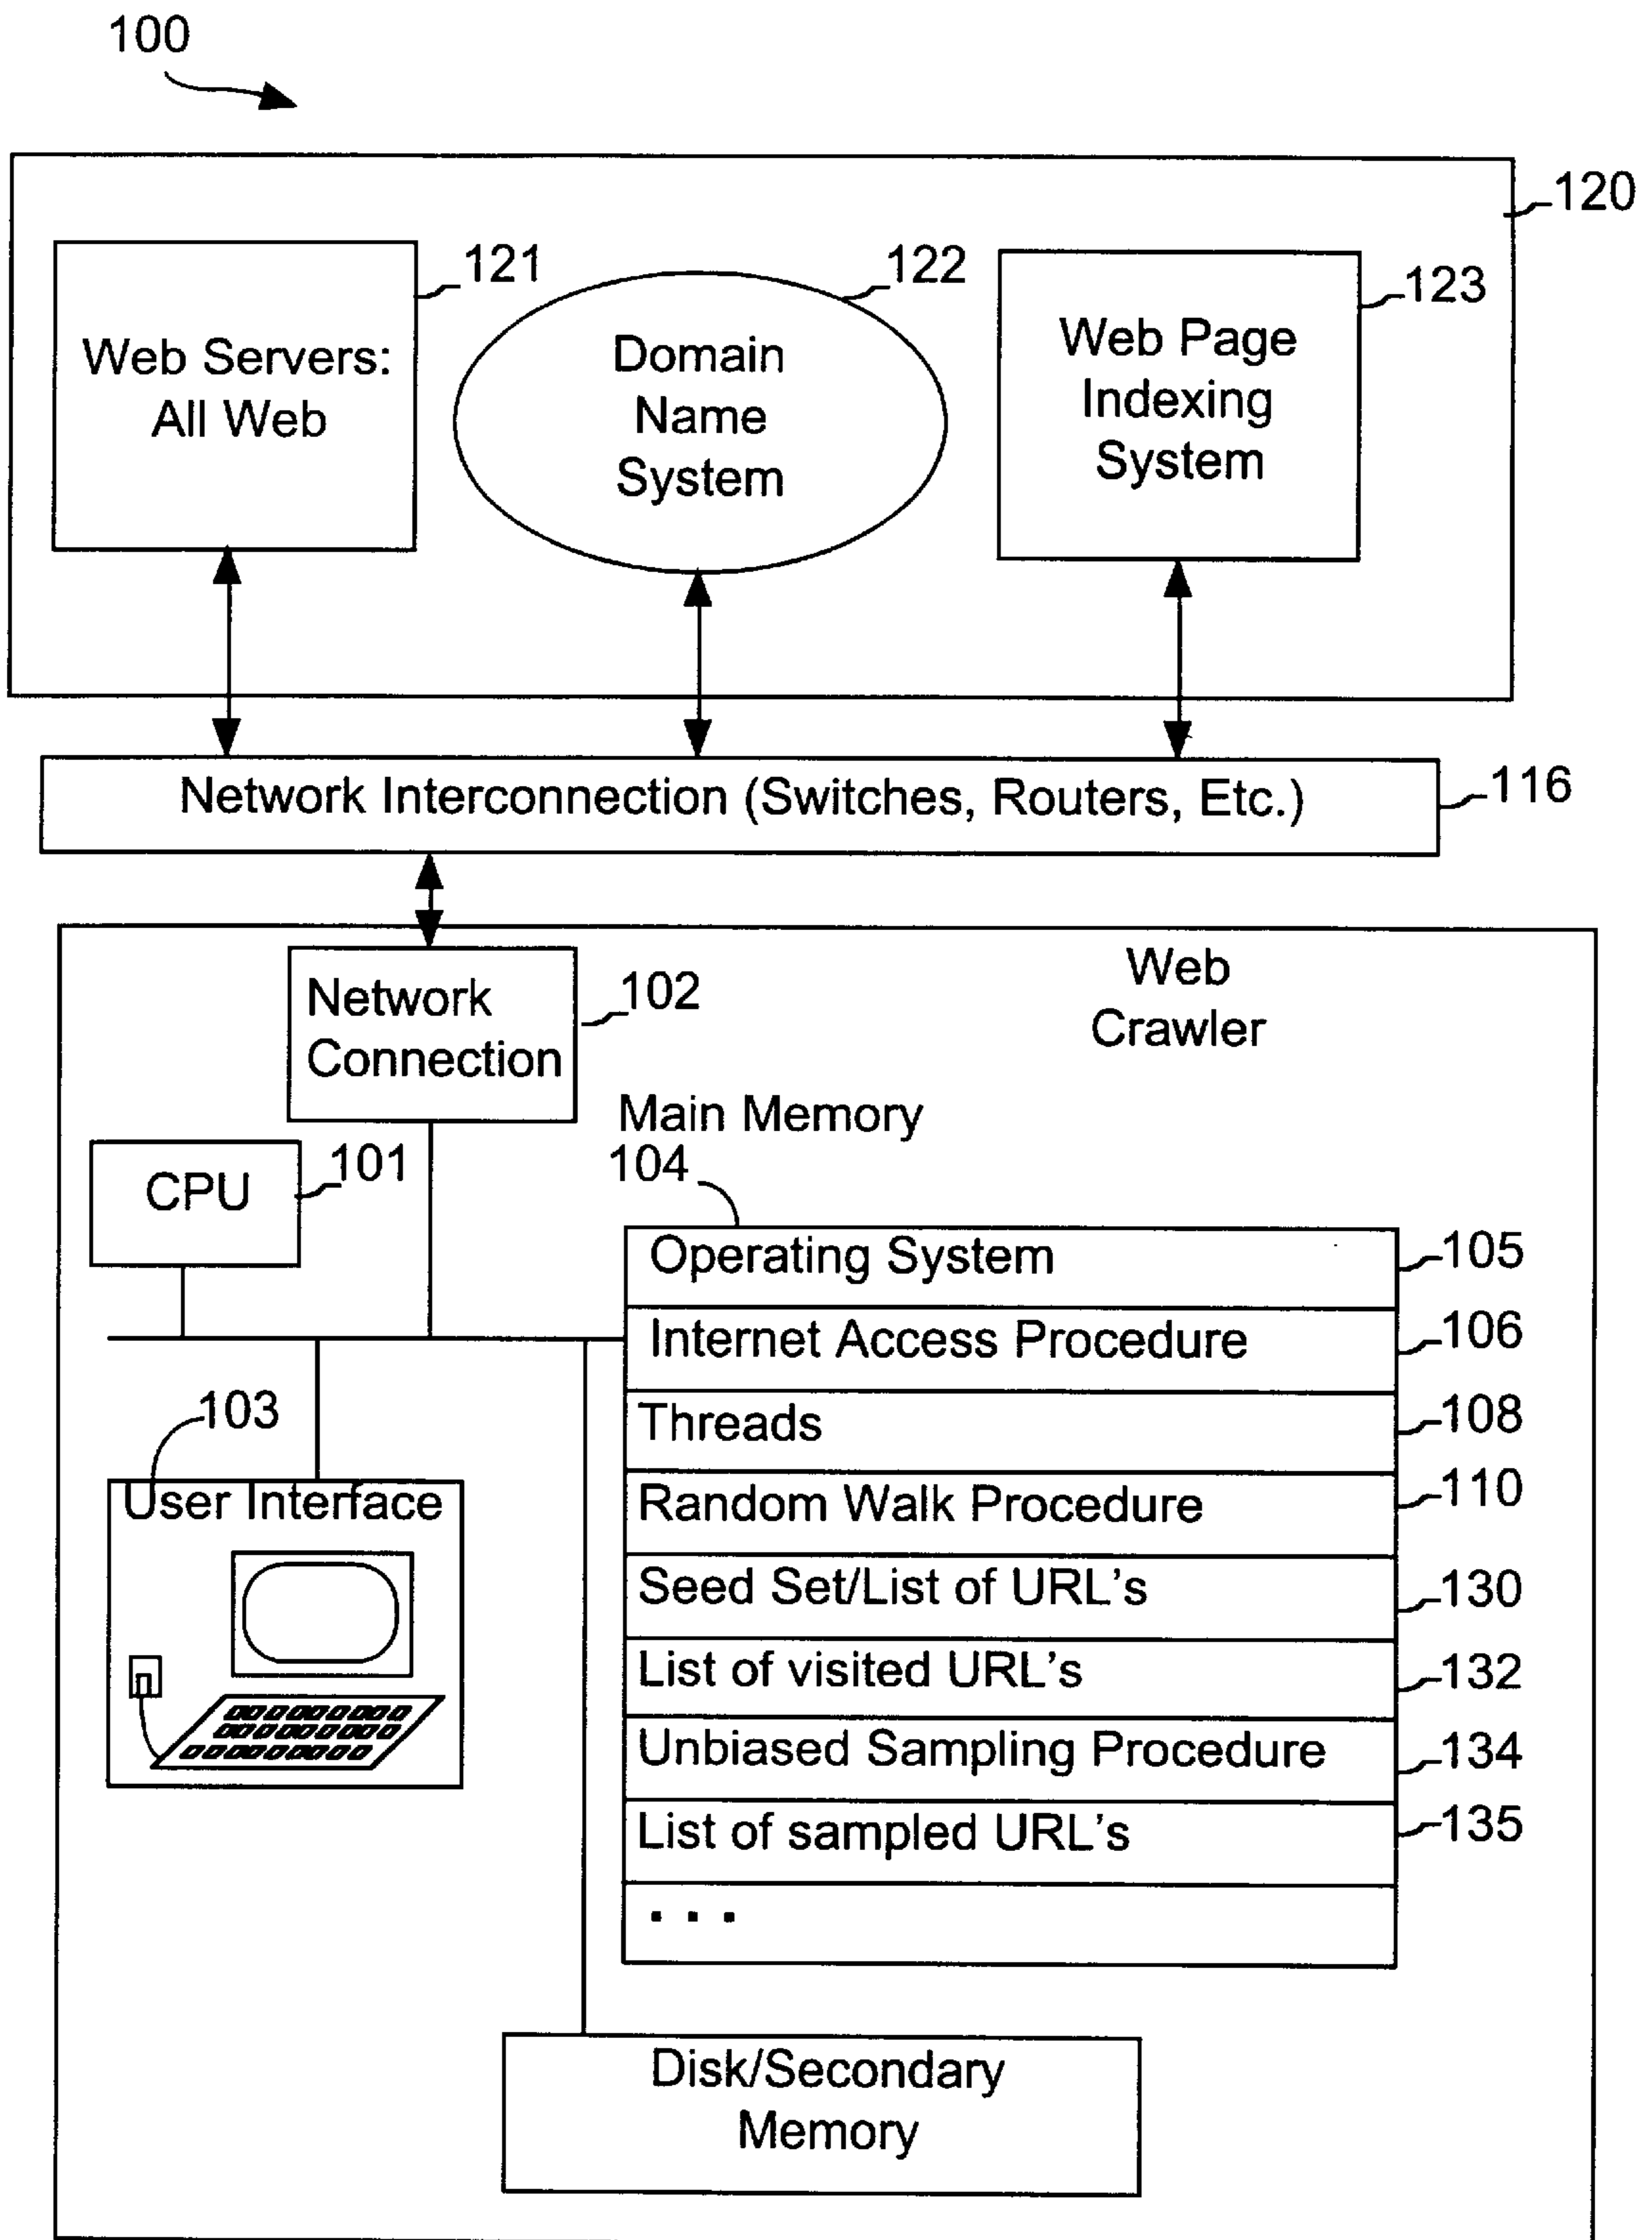 100
120
121
Web Servers:
All Web
122
Domain
Name
System
123
Web Page
Indexing
System
Network Interconnection (Switches, Routers, Etc.)
116
Network
Connection
102
Web
Crawler
Main Memory
104
CPU
101
Operating System
105
Internet Access Procedure
106
Threads
108
Random Walk Procedure
110
Seed Set/List of URL's
130
List of visited URL's
132
Unbiased Sampling Procedure
134
List of sampled URL's
135
. . .
103
User Interface
Disk/Secondary
Memory